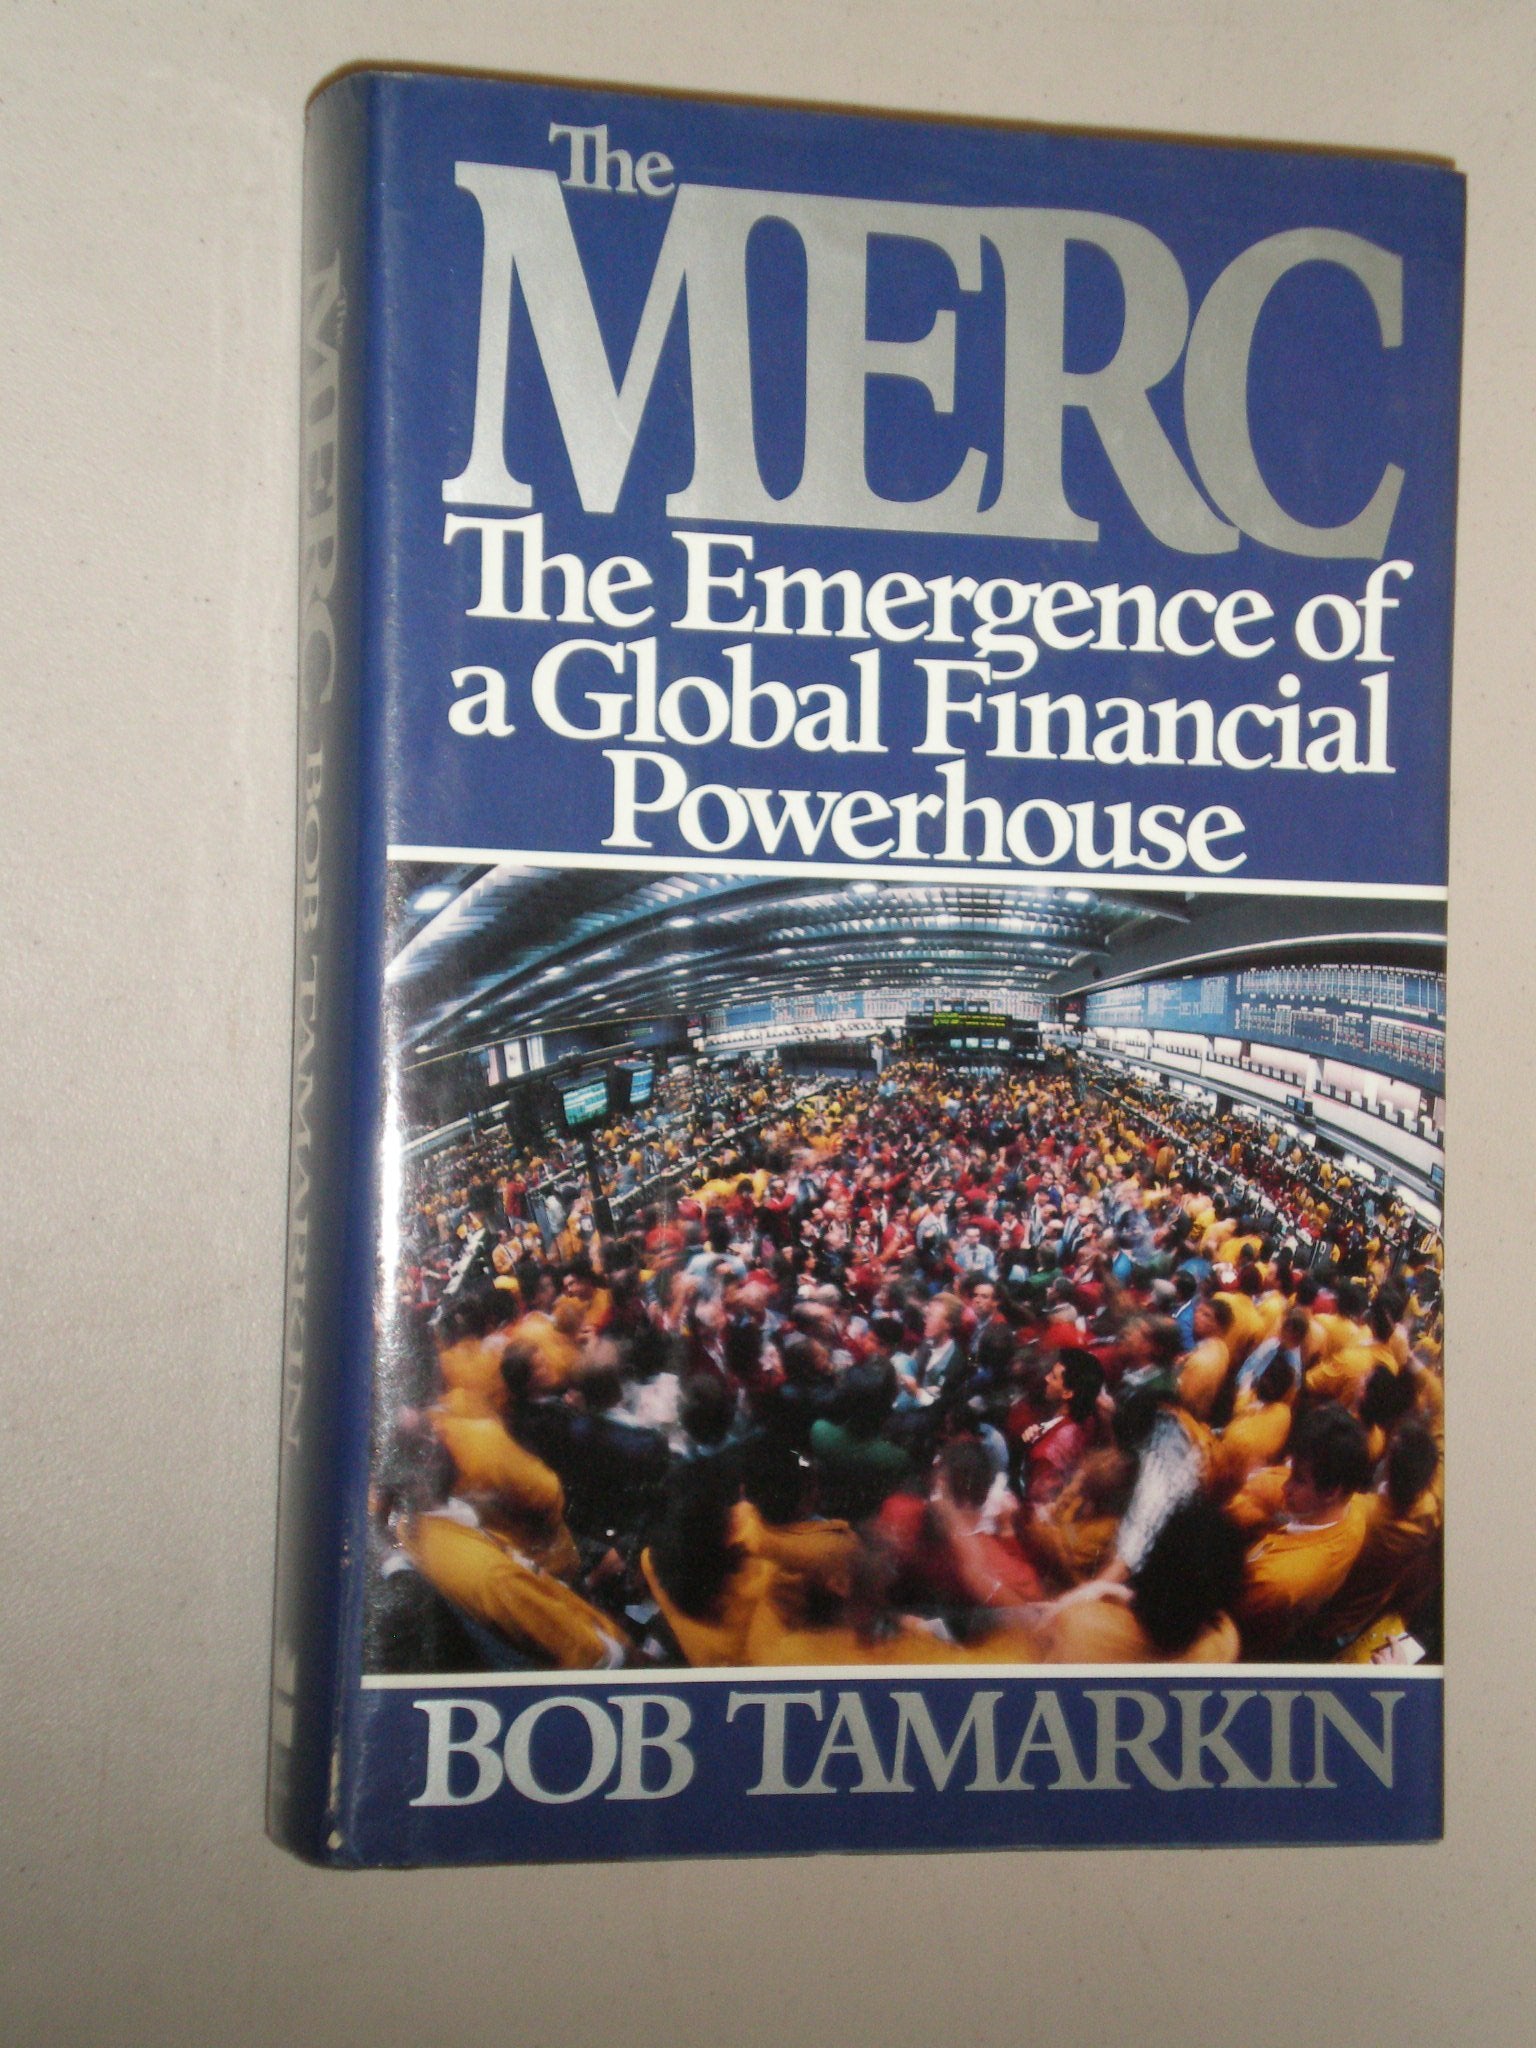 The
MERC
The Emergence of
a Global Financial
Powerhouse
BOB TAMARKIN
The MERC BOB TAMARKIN